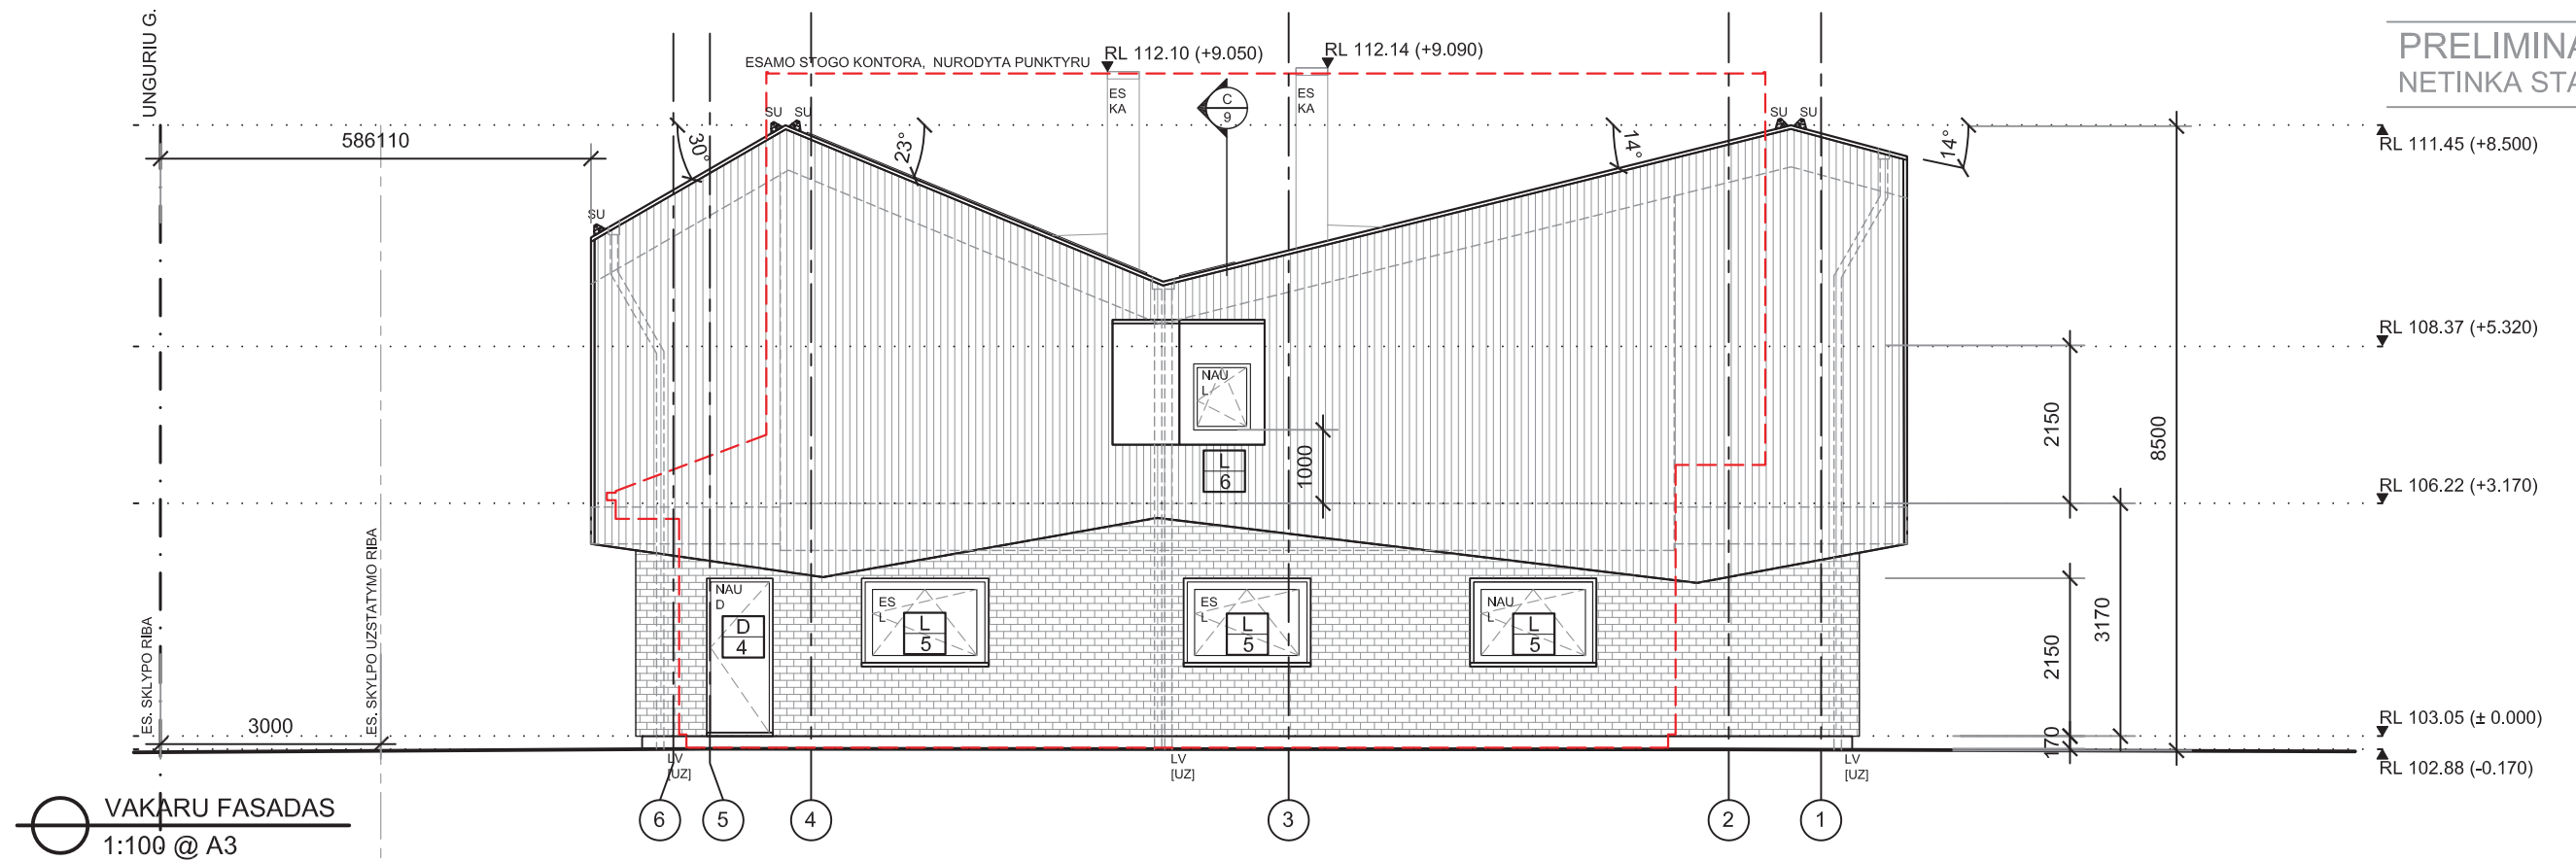 UNGURIU G.
ESAMO STOGO KONTORA, NURODYTA PUNKTYRU
RL 112.10 (+9.050)
RL 112.14 (+9.090)
PRELIMINA
NETINKA STA
ES
KA
ES
KA
C
9
SU
SU
SU
SU
SU
586110
30°
23°
14°
14°
RL 111.45 (+8.500)
RL 108.37 (+5.320)
NAU
L
L
6
1000
2150
8500
RL 106.22 (+3.170)
ES. SKLYPO RIBA
ES. SKYLPO UZSTATYMO RIBA
3000
NAU
D
D
4
ES
L
L
5
ES
L
L
5
NAU
L
L
5
2150
3170
170
RL 103.05 (± 0.000)
RL 102.88 (-0.170)
LV
[UZ]
LV
[UZ]
LV
[UZ]
VAKARU FASADAS
1:100 @ A3
6
5
4
3
2
1